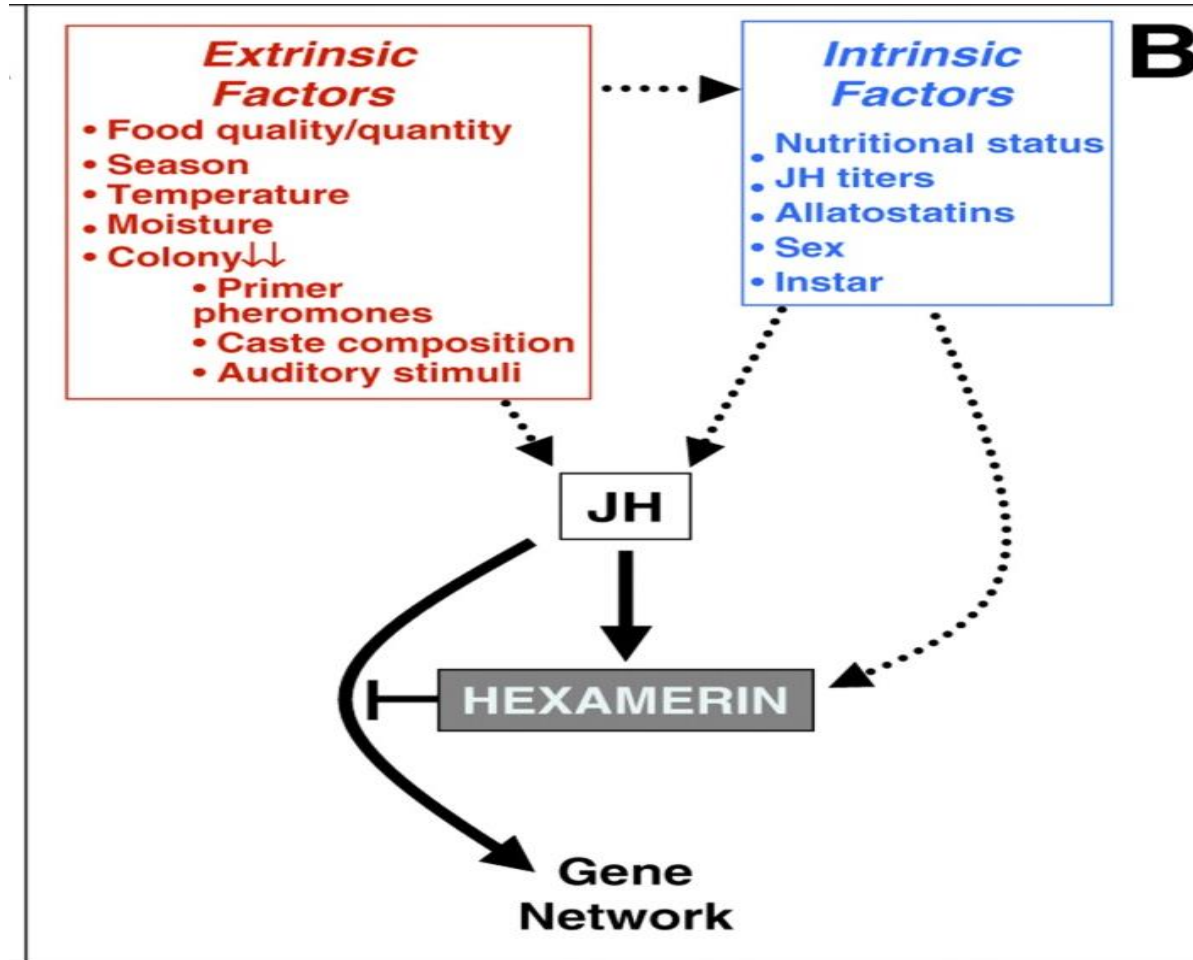 B
Extrinsic
Factors
• Food quality/quantity
• Season
• Temperature
• Moisture
• Colony↓↓
• Primer
pheromones
• Caste composition
• Auditory stimuli
Intrinsic
Factors
• Nutritional status
• JH titers
• Allatostatins
• Sex
• Instar
JH
HEXAMERIN
Gene
Network